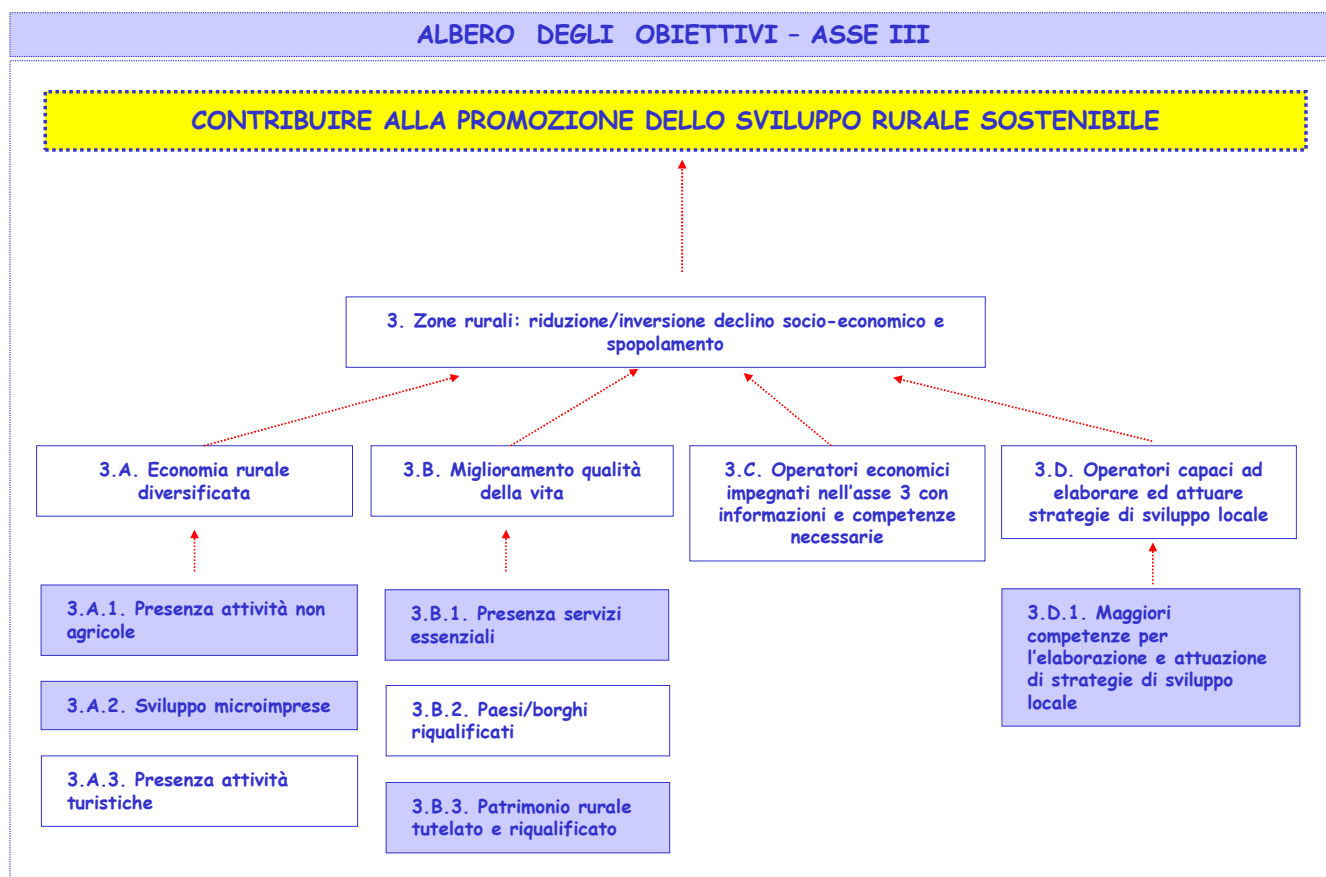 ALBERO DEGLI OBIETTIVI – ASSE III
CONTRIBUIRE ALLA PROMOZIONE DELLO SVILUPPO RURALE SOSTENIBILE
3. Zone rurali: riduzione/inversione declino socio-economico e
spopolamento
3.A. Economia rurale
diversificata
3.B. Miglioramento qualità
della vita
3.C. Operatori economici
impegnati nell'asse 3 con
informazioni e competenze
necessarie
3.D. Operatori capaci ad
elaborare ed attuare
strategie di sviluppo locale
3.A.1. Presenza attività non
agricole
3.A.2. Sviluppo microimprese
3.A.3. Presenza attività
turistiche
3.B.1. Presenza servizi
essenziali
3.B.2. Paesi/borghi
riqualificati
3.B.3. Patrimonio rurale
tutelato e riqualificato
3.D.1. Maggiori
competenze per
l'elaborazione e attuazione
di strategie di sviluppo
locale